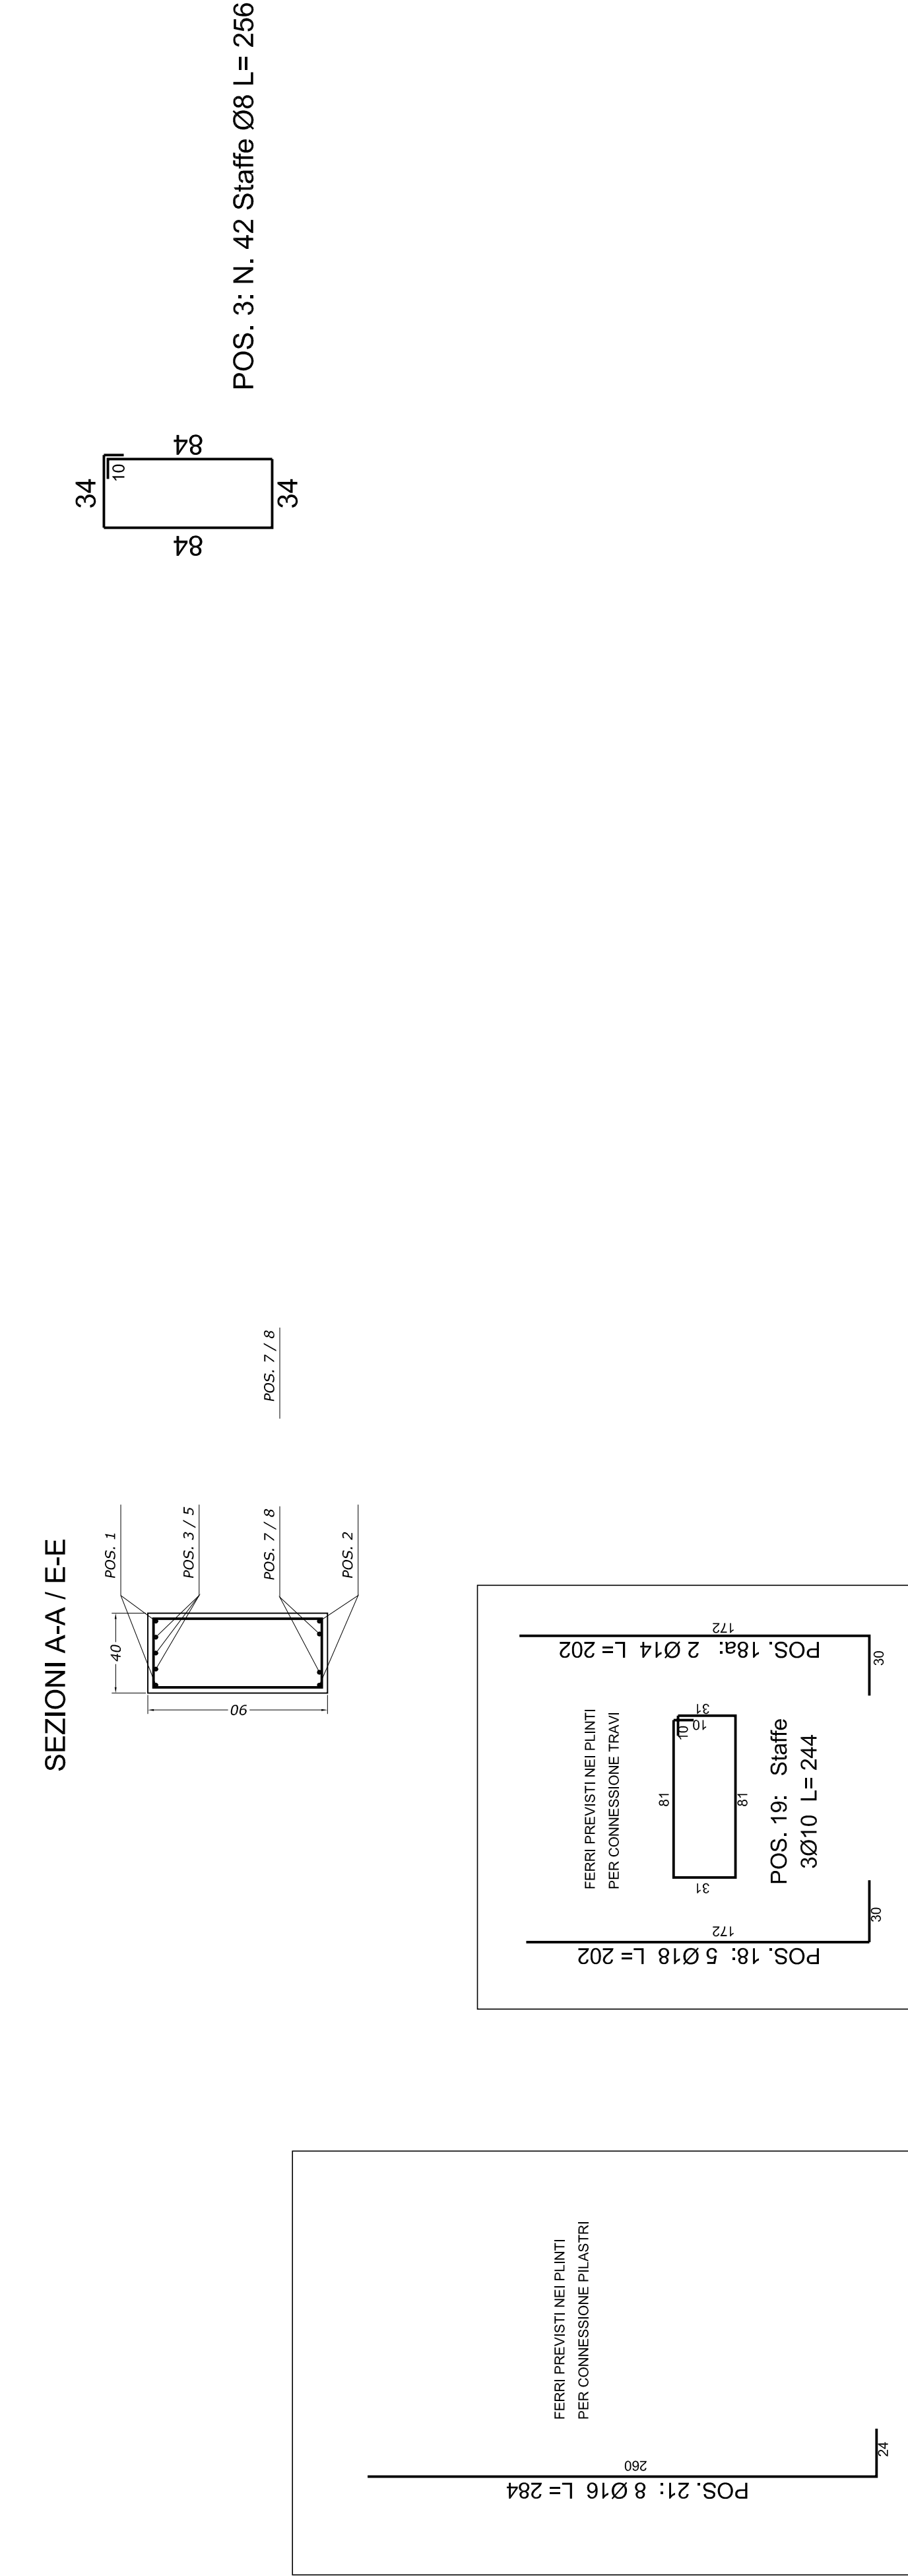 POS. 3: N. 42 Staffe Ø8 L= 256
34
10
84
84
34
SEZIONI A-A / E-E
POS. 1
POS. 3 / 5
POS. 7 / 8
POS. 2
POS. 7 / 8
40
90
FERRI PREVISTI NEI PLINTI
PER CONNESSIONE TRAVI
POS. 18a: 2 Ø14 L= 202
172
30
31
10
10
81
81
31
POS. 19: Staffe
3Ø10 L= 244
POS. 18: 5 Ø18 L= 202
172
30
FERRI PREVISTI NEI PLINTI
PER CONNESSIONE PILASTRI
POS. 21: 8 Ø16 L=284
260
24